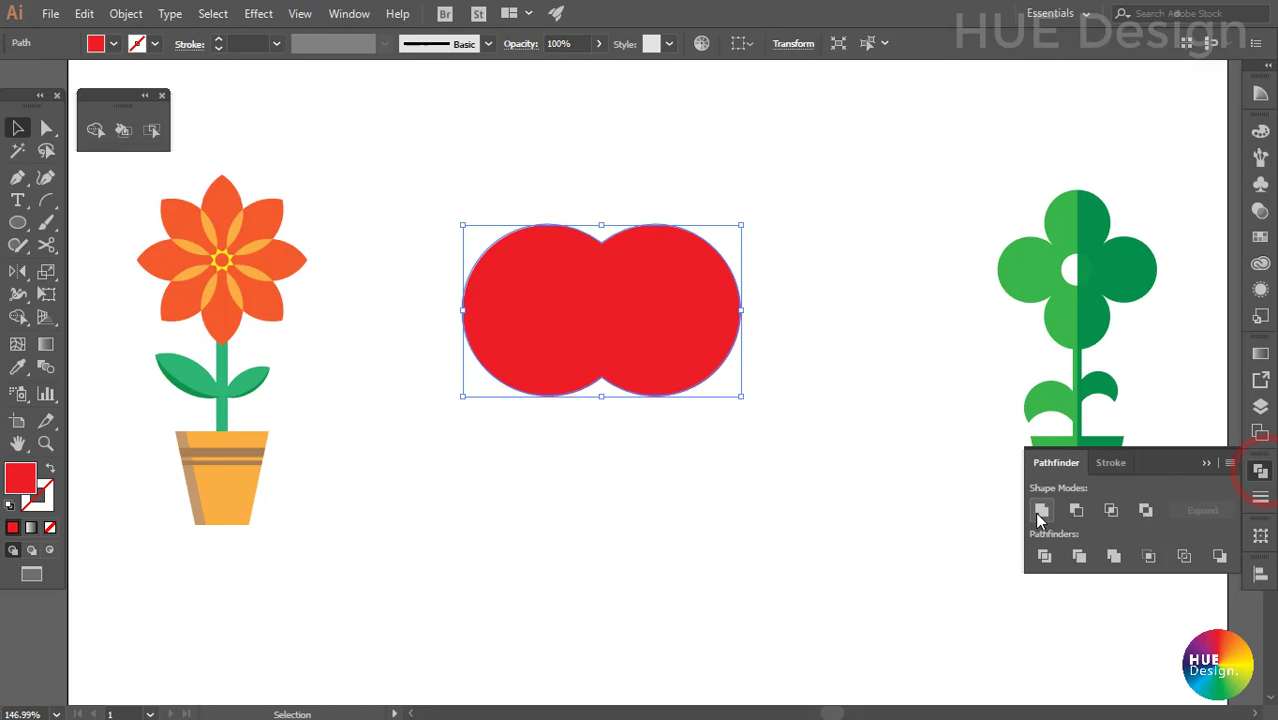 Ai File Edit Object Type Select Effect View Window Help Br St Essentials Search Adobe Stock
HUE Design
Path Stroke: Basic Opacity: 100% Style: Transform
T
Pathfinder Stroke
Shape Modes:
Expand
Pathfinders:
HUE
Design.
146.99% 1 Selection